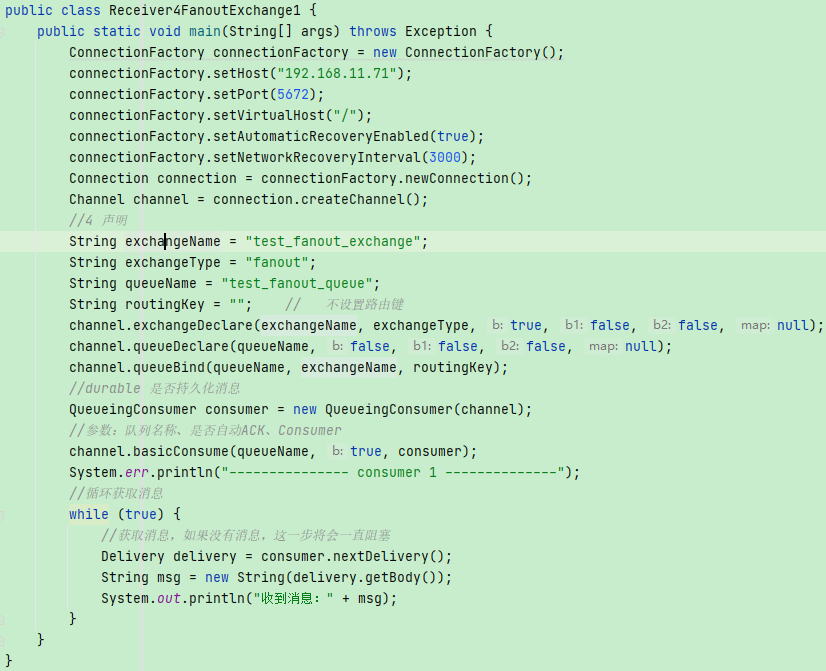 public class Receiver4FanoutExchange1 {
    public static void main(String[] args) throws Exception {
        ConnectionFactory connectionFactory = new ConnectionFactory();
        connectionFactory.setHost("192.168.11.71");
        connectionFactory.setPort(5672);
        connectionFactory.setVirtualHost("/");
        connectionFactory.setAutomaticRecoveryEnabled(true);
        connectionFactory.setNetworkRecoveryInterval(3000);
        Connection connection = connectionFactory.newConnection();
        Channel channel = connection.createChannel();
        //4 声明
        String exchangeName = "test_fanout_exchange";
        String exchangeType = "fanout";
        String queueName = "test_fanout_queue";
        String routingKey = "";    //   不设置路由键
        channel.exchangeDeclare(exchangeName, exchangeType, b: true, b1: false, b2: false, map: null);
        channel.queueDeclare(queueName, b: false, b1: false, b2: false, map: null);
        channel.queueBind(queueName, exchangeName, routingKey);
        //durable 是否持久化消息
        QueueingConsumer consumer = new QueueingConsumer(channel);
        //参数：队列名称、是否自动ACK、Consumer
        channel.basicConsume(queueName, b: true, consumer);
        System.err.println("--------------- consumer 1 --------------");
        //循环获取消息
        while (true) {
            //获取消息，如果没有消息，这一步将会一直阻塞
            Delivery delivery = consumer.nextDelivery();
            String msg = new String(delivery.getBody());
            System.out.println("收到消息：" + msg);
        }
    }
}